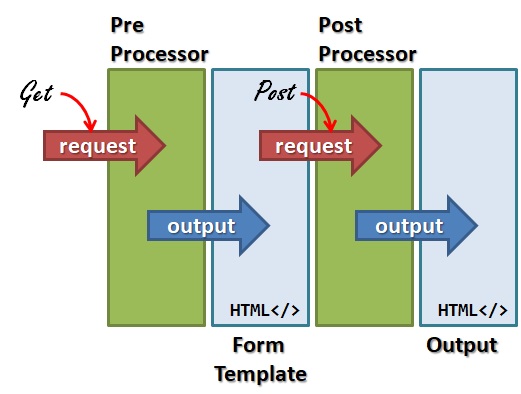 Pre
Processor
Post
Processor
Get
Post
request
request
output
output
HTML</>
HTML</>
Form
Template
Output